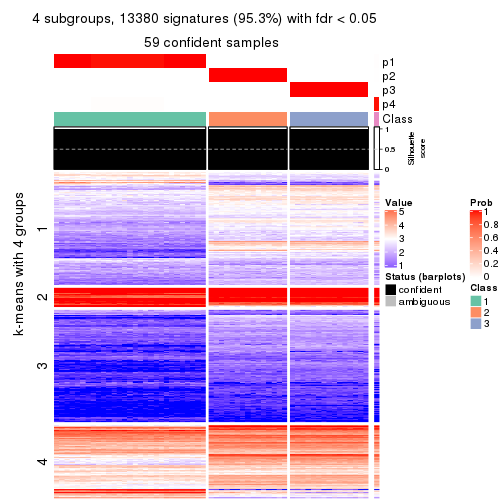 4 subgroups, 13380 signatures (95.3%) with fdr < 0.05
59 confident samples
p1
p2
p3
p4
Class
1
0.5
0
Silhouette
score
k-means with 4 groups
1
2
3
4
Value
5
4
3
2
1
Status (barplots)
confident
ambiguous
Prob
1
0.8
0.6
0.4
0.2
0
Class
1
2
3